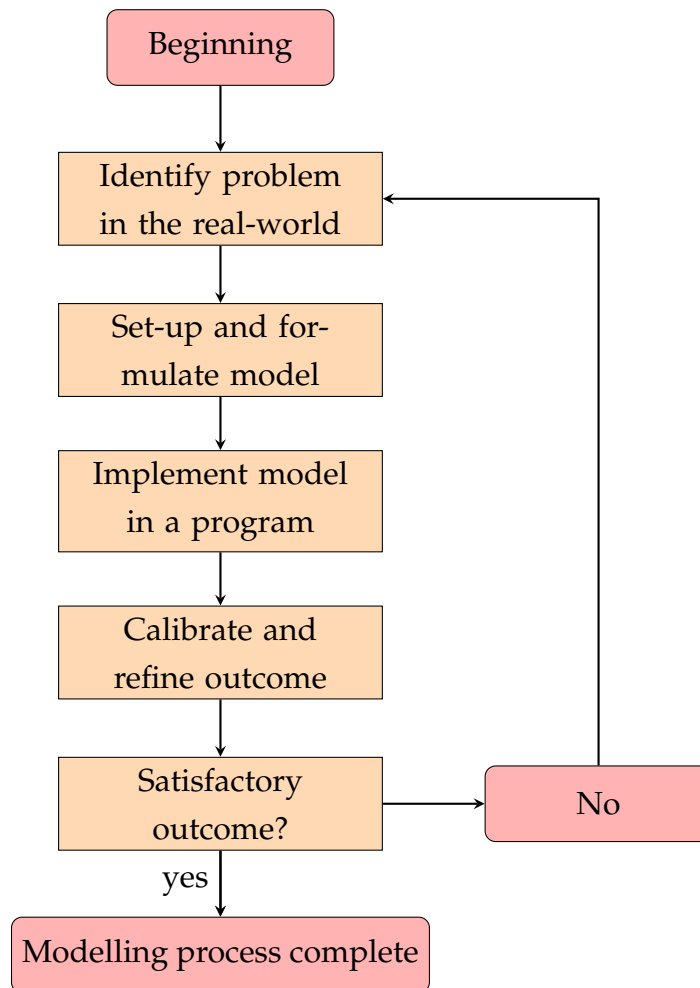 Beginning
Identify problem
in the real-world
Set-up and for-
mulate model
Implement model
in a program
Calibrate and
refine outcome
Satisfactory
outcome?
No
yes
Modelling process complete